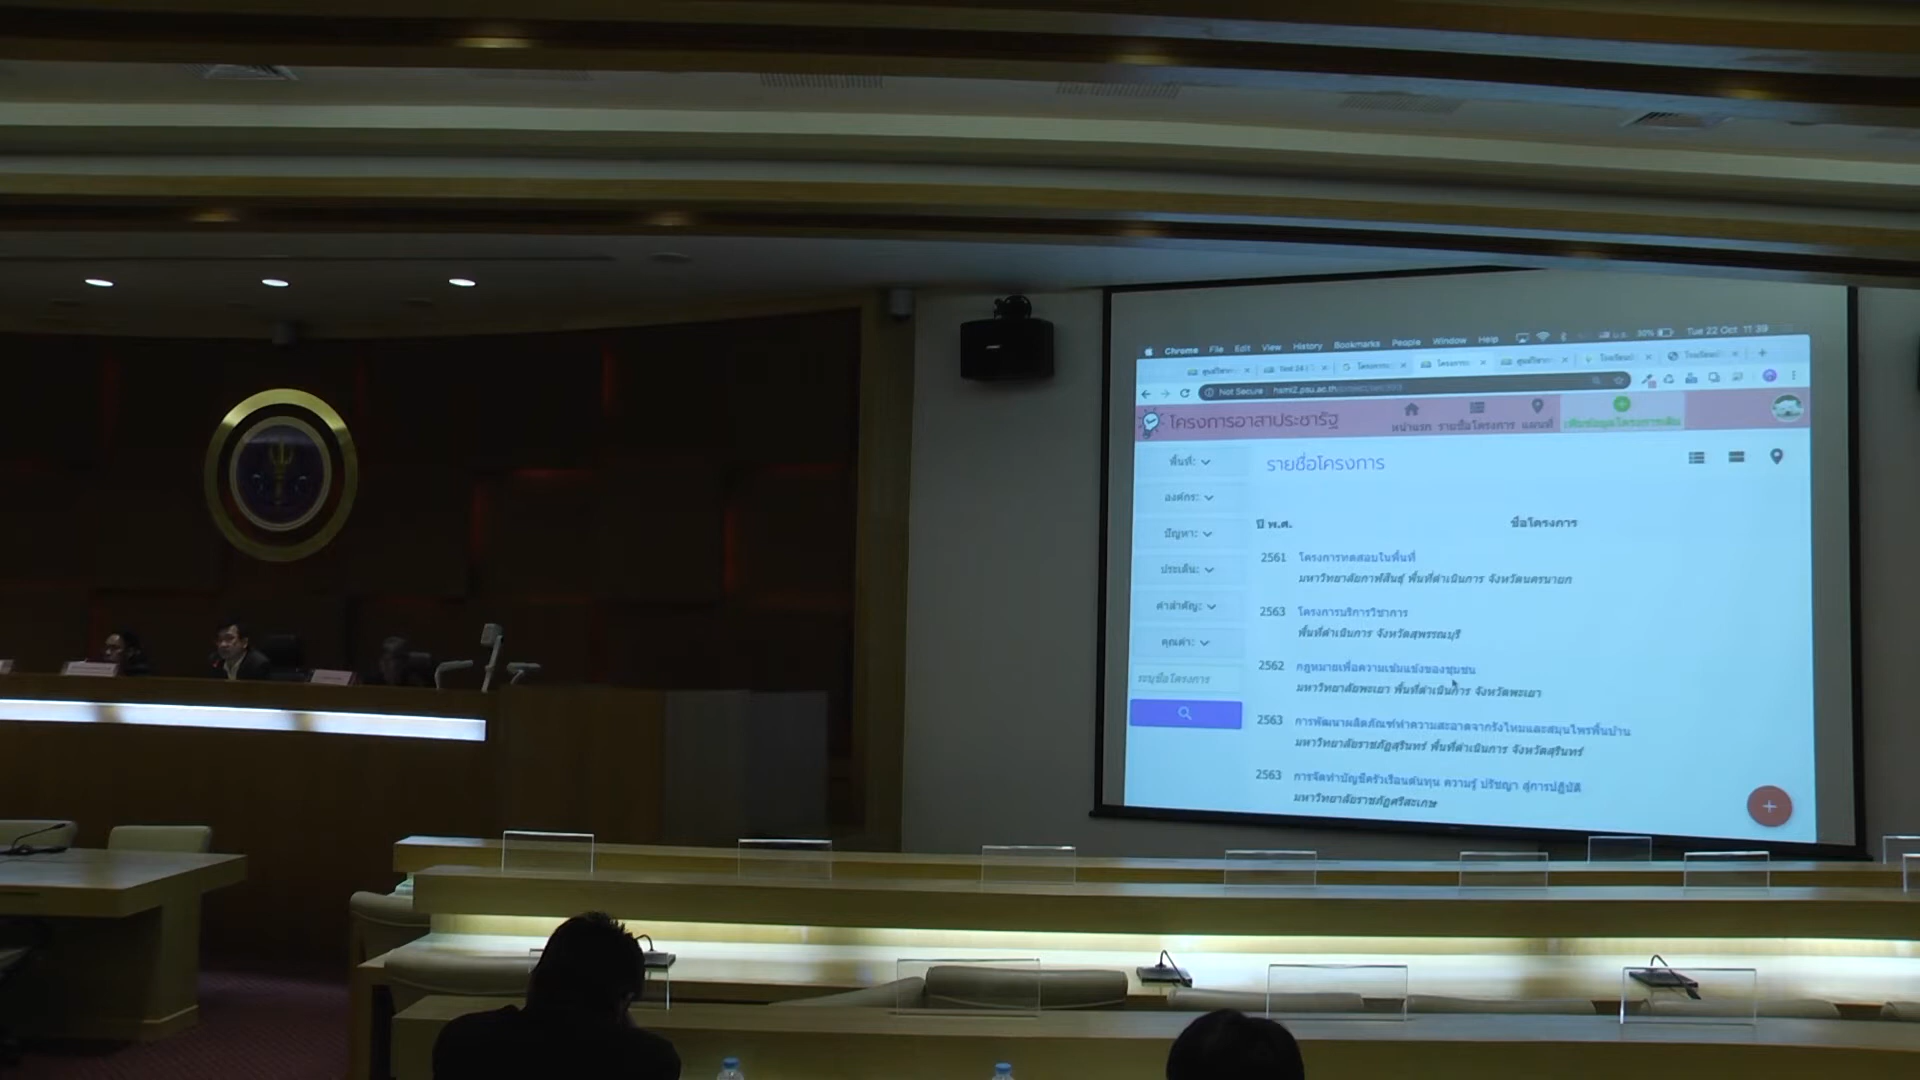 Chrome File Edit View History Bookmarks People Window Help 30% Tue 22 Oct 11 39
Not Secure hsmi2.psu.ac.th
โครงการอาสาประชารัฐ
หน้าแรก รายชื่อโครงการ แผนที่
พื้นที่:
รายชื่อโครงการ
องค์กร:
ปัญหา:
ประเด็น:
คำสำคัญ:
คุณค่า:
ระบุชื่อโครงการ
ปี พ.ศ. ชื่อโครงการ
2561 โครงการทดสอบในพื้นที่
มหาวิทยาลัยกาฬสินธุ์ พื้นที่ดำเนินการ จังหวัดนครนายก
2563 โครงการบริการวิชาการ
พื้นที่ดำเนินการ จังหวัดสุพรรณบุรี
2562 กฎหมายเพื่อความเข้มแข็งของชุมชน
มหาวิทยาลัยพะเยา พื้นที่ดำเนินการ จังหวัดพะเยา
2563 การพัฒนาผลิตภัณฑ์ทำความสะอาดจากรังไหมและสมุนไพรพื้นบ้าน
มหาวิทยาลัยราชภัฏสุรินทร์ พื้นที่ดำเนินการ จังหวัดสุรินทร์
2563 การจัดทำบัญชีครัวเรือนต้นทุน ความรู้ ปรัชญา สู่การปฏิบัติ
มหาวิทยาลัยราชภัฏศรีสะเกษ